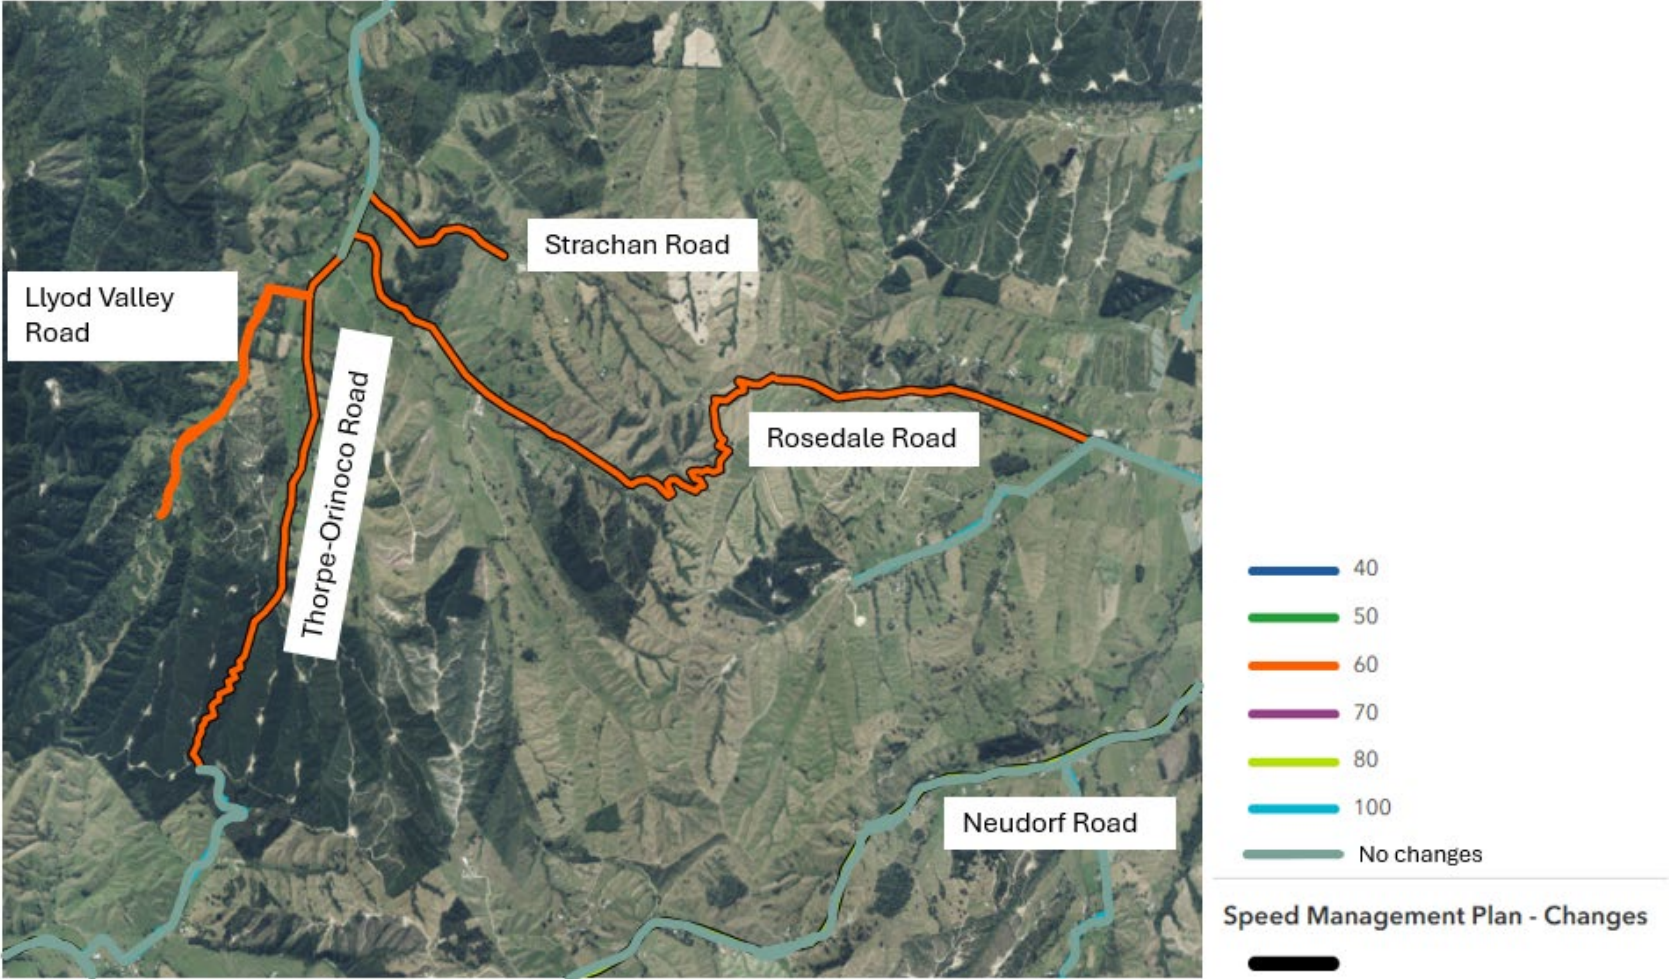 Strachan Road
Llyod Valley
Road
Thorpe-Orinoco Road
Rosedale Road
Neudorf Road
40
50
60
70
80
100
No changes
Speed Management Plan - Changes